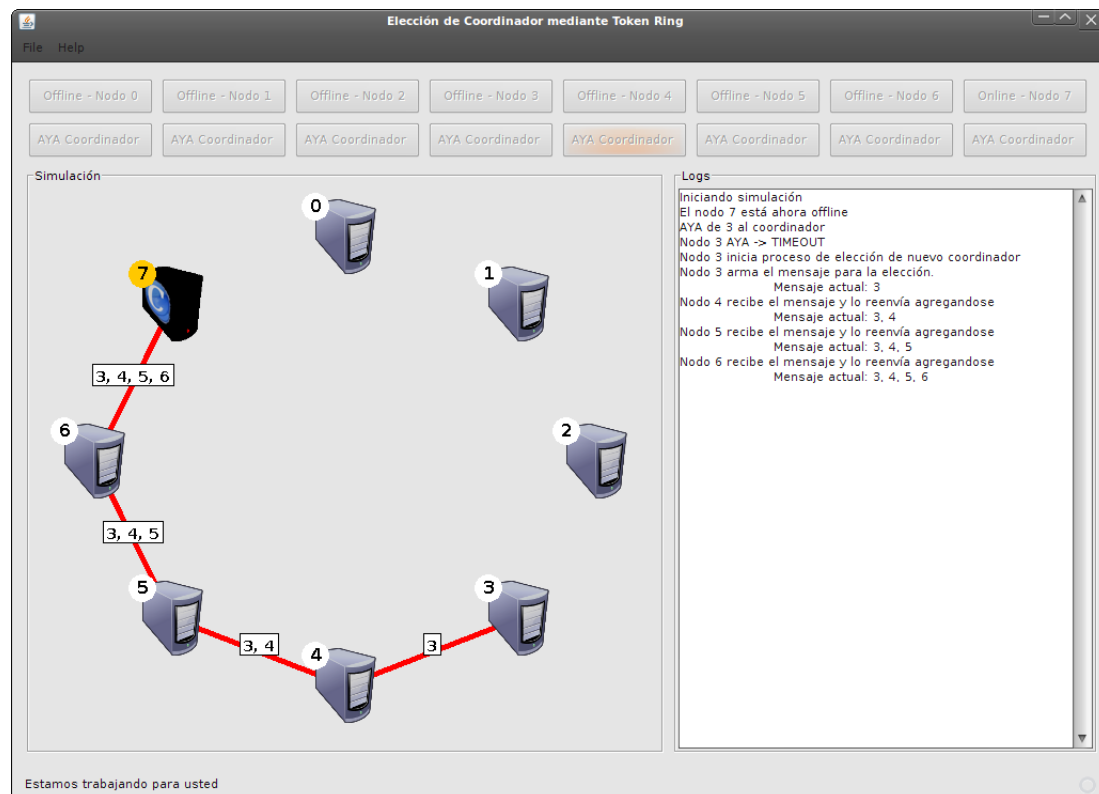 Elección de Coordinador mediante Token Ring
File Help
Offline - Nodo 0 Offline - Nodo 1 Offline - Nodo 2 Offline - Nodo 3 Offline - Nodo 4 Offline - Nodo 5 Offline - Nodo 6 Online - Nodo 7
AYA Coordinador AYA Coordinador AYA Coordinador AYA Coordinador AYA Coordinador AYA Coordinador AYA Coordinador AYA Coordinador
Simulación
0
7
1
3, 4, 5, 6
6
2
3, 4, 5
5
3
3, 4
4
3
Logs
Iniciando simulación
El nodo 7 está ahora offline
AYA de 3 al coordinador
Nodo 3 AYA -> TIMEOUT
Nodo 3 inicia proceso de elección de nuevo coordinador
Nodo 3 arma el mensaje para la elección.
Mensaje actual: 3
Nodo 4 recibe el mensaje y lo reenvía agregandose
Mensaje actual: 3, 4
Nodo 5 recibe el mensaje y lo reenvía agregandose
Mensaje actual: 3, 4, 5
Nodo 6 recibe el mensaje y lo reenvía agregandose
Mensaje actual: 3, 4, 5, 6
Estamos trabajando para usted